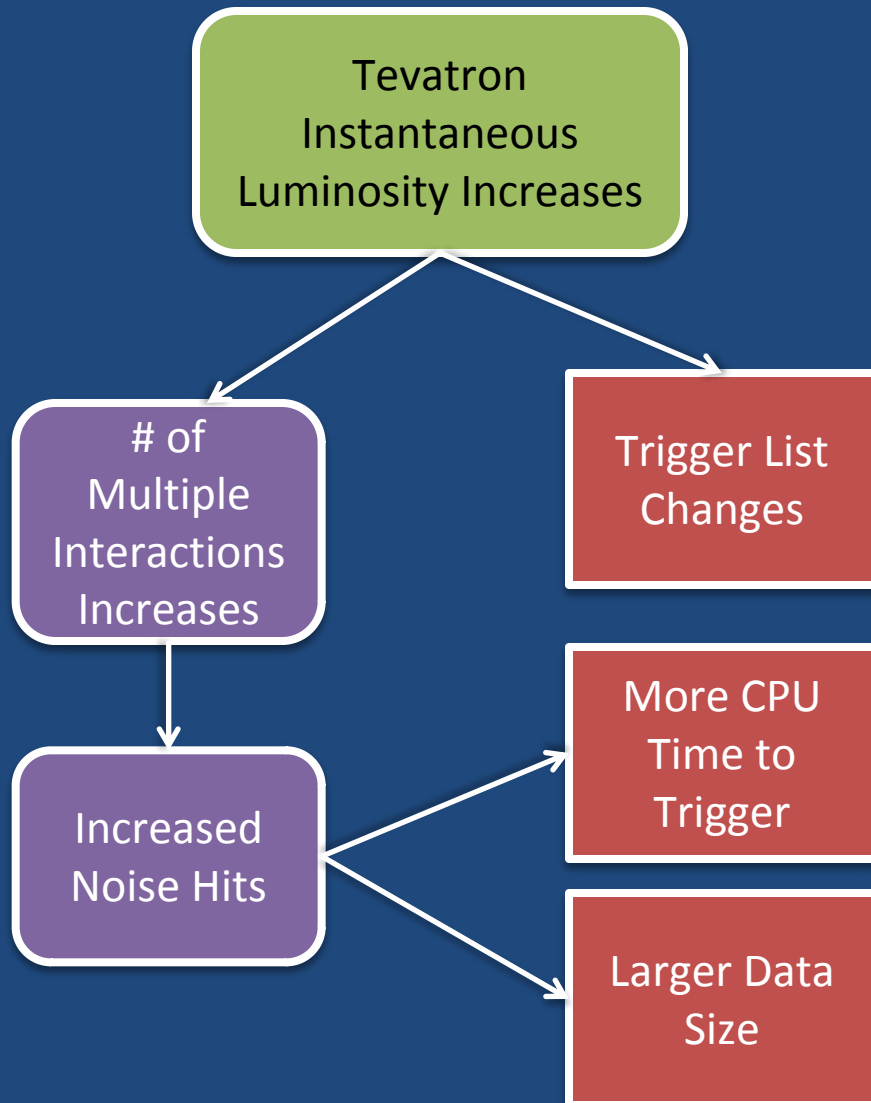 Tevatron
Instantaneous
Luminosity Increases
# of
Multiple
Interactions
Increases
Trigger List
Changes
Increased
Noise Hits
More CPU
Time to
Trigger
Larger Data
Size